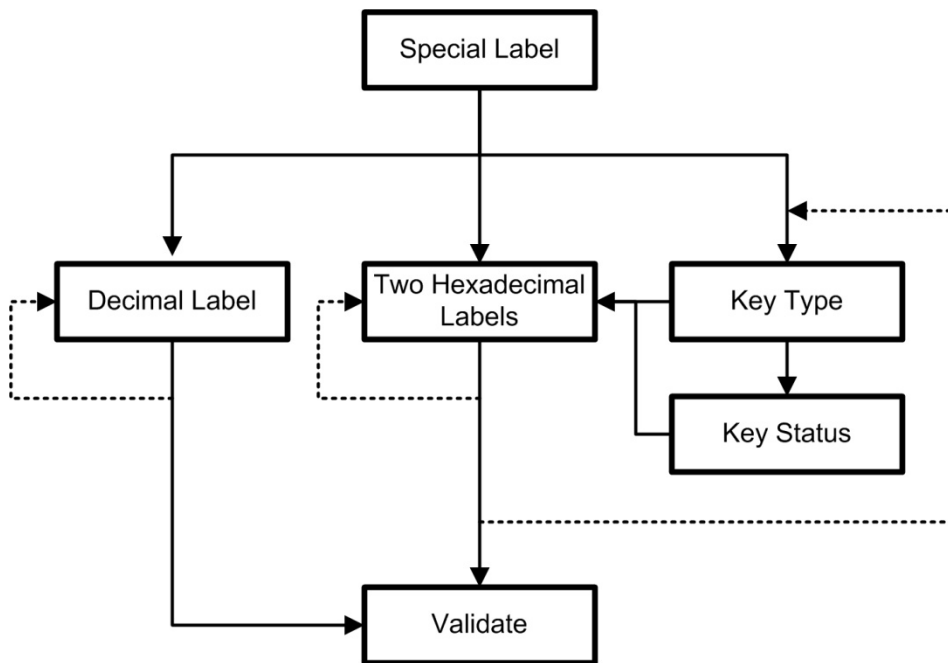 Special Label
Decimal Label
Two Hexadecimal
Labels
Key Type
Key Status
Validate